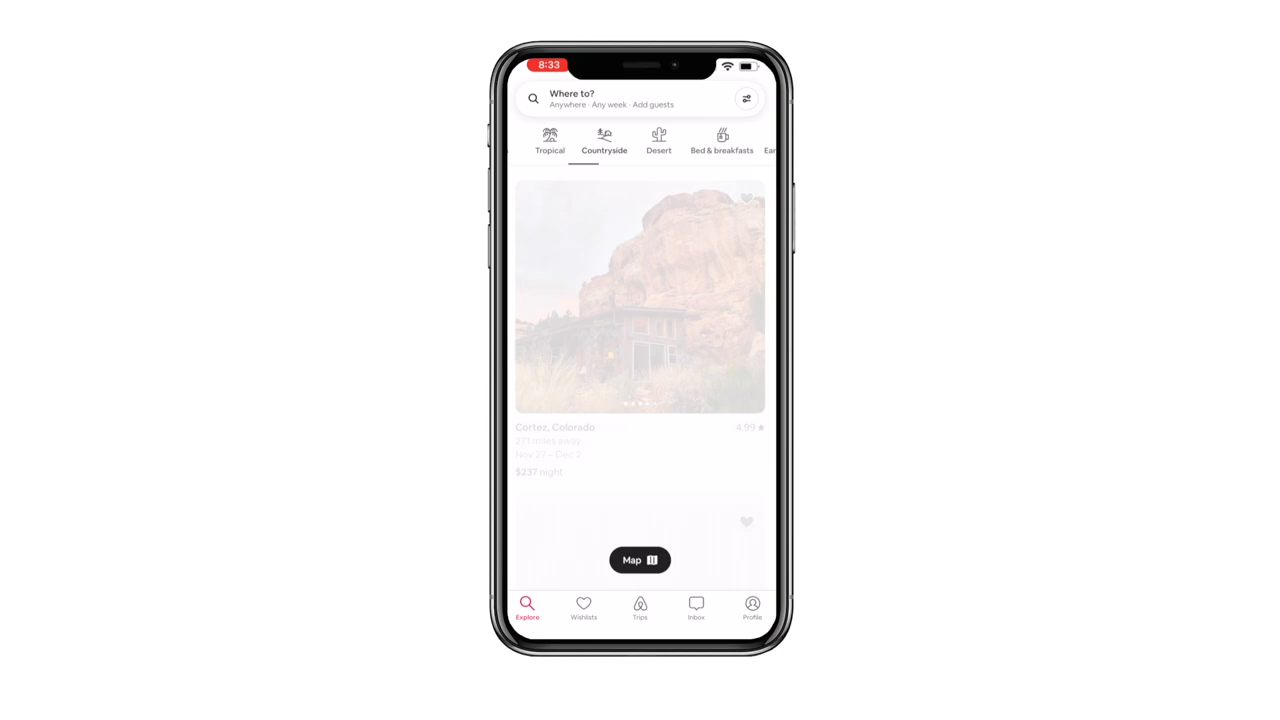 8:33
Where to?
Anywhere · Any week · Add guests
Tropical Countryside Desert Bed & breakfasts Ear
Cortez, Colorado 4.99 ★
271 miles away
Nov 27 – Dec 2
$237 night
Map
Explore Wishlists Trips Inbox Profile